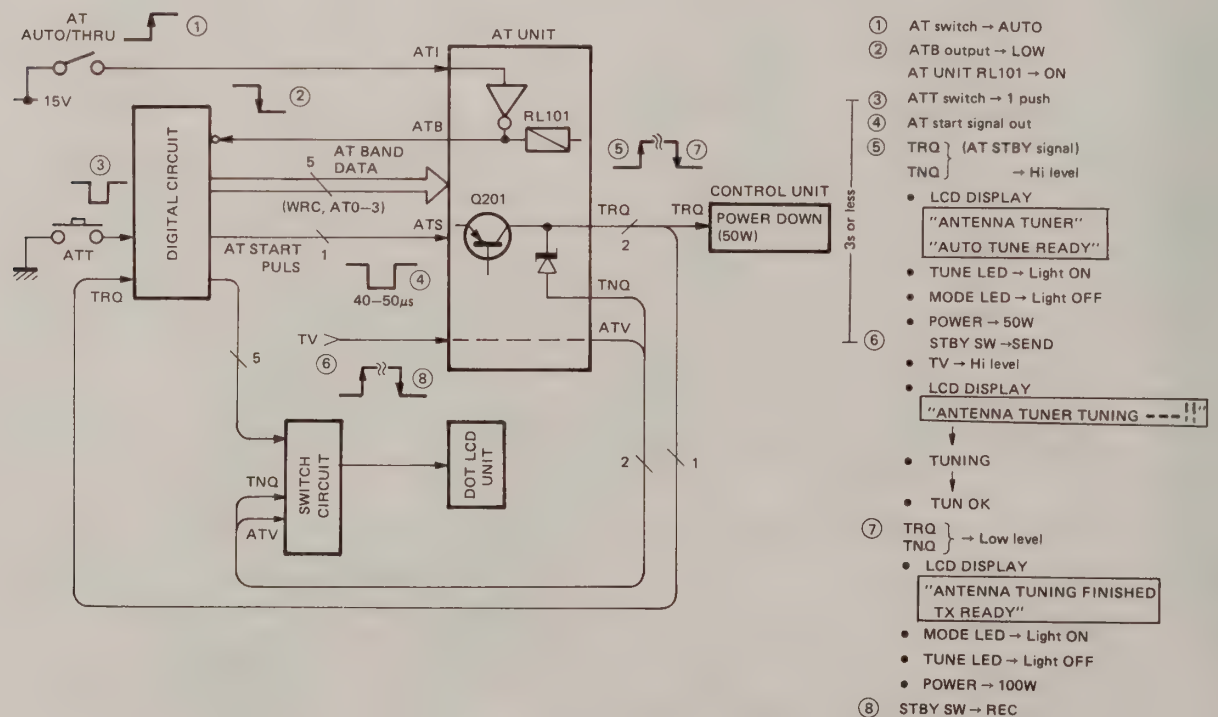 AT
AUTO/THRU
①
15V
②
AT UNIT
ATI
RL101
ATB
AT BAND
DATA
5
(WRC, AT0–3)
③
DIGITAL CIRCUIT
ATT
AT START
PULS
1
ATS
Q201
④
40–50μs
TRQ
⑤
⑦
TRQ
2
TRQ
CONTROL UNIT
POWER DOWN
(50W)
TNQ
ATV
TV
⑥
⑧
5
SWITCH
CIRCUIT
TNQ
ATV
DOT LCD
UNIT
2
1
① AT switch → AUTO
② ATB output → LOW
AT UNIT RL101 → ON
③ ATT switch → 1 push
④ AT start signal out
⑤ TRQ (AT STBY signal)
TNQ → Hi level
3s or less
• LCD DISPLAY
"ANTENNA TUNER"
"AUTO TUNE READY"
• TUNE LED → Light ON
• MODE LED → Light OFF
• POWER → 50W
⑥ STBY SW → SEND
• TV → Hi level
• LCD DISPLAY
"ANTENNA TUNER TUNING ---¦¦"
• TUNING
• TUN OK
⑦ TRQ
TNQ → Low level
• LCD DISPLAY
"ANTENNA TUNING FINISHED
TX READY"
• MODE LED → Light ON
• TUNE LED → Light OFF
• POWER → 100W
⑧ STBY SW → REC